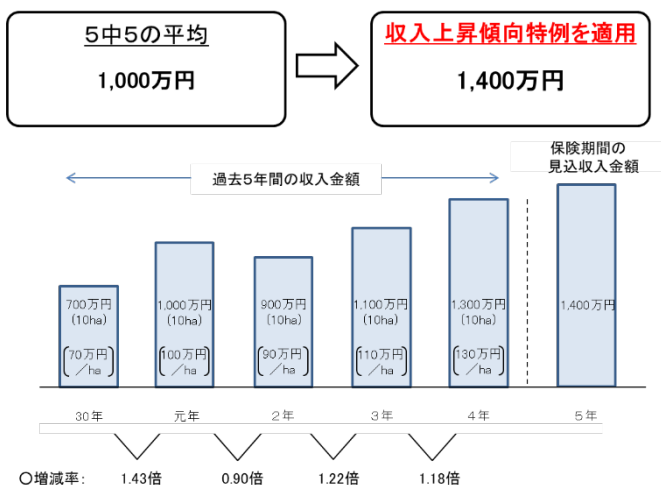 5中5の平均
1,000万円
収入上昇傾向特例を適用
1,400万円
保険期間の
見込収入金額
過去5年間の収入金額
700万円
(10ha)
70万円
/ha
1,000万円
(10ha)
100万円
/ha
900万円
(10ha)
90万円
/ha
1,100万円
(10ha)
110万円
/ha
1,300万円
(10ha)
130万円
/ha
1,400万円
30年 元年 2年 3年 4年 5年
○増減率: 1.43倍 0.90倍 1.22倍 1.18倍